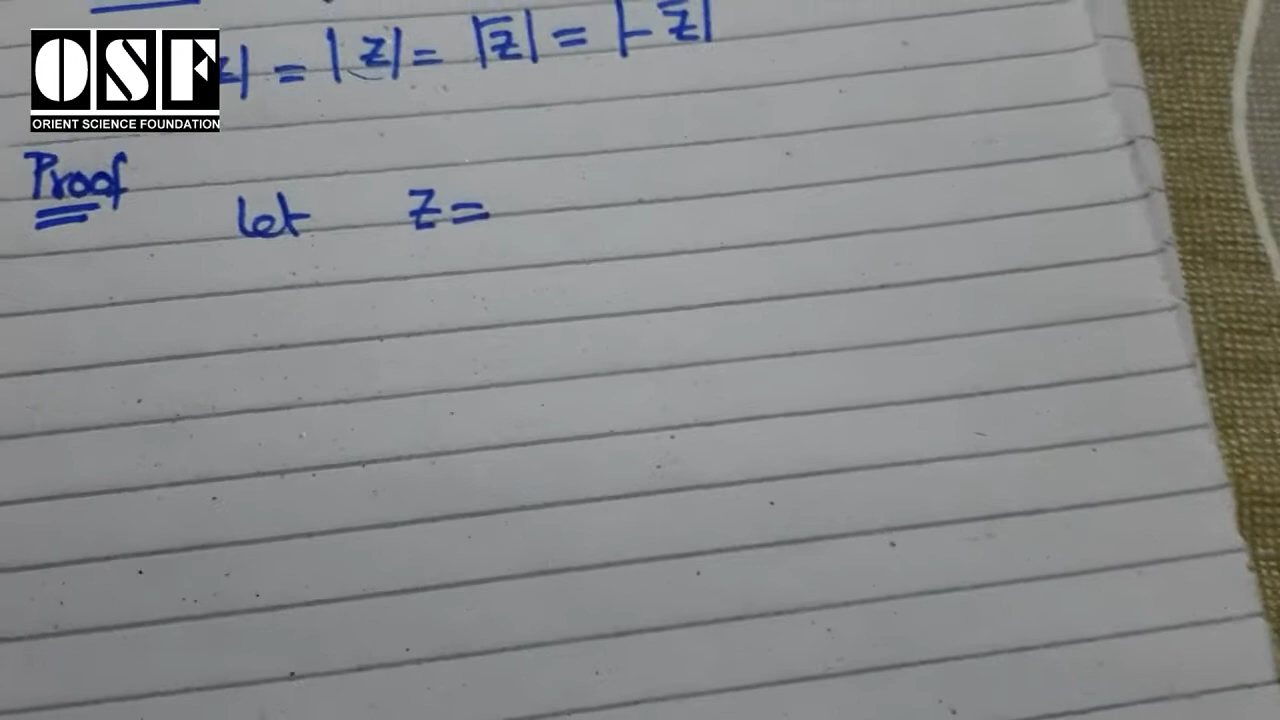 OSF
ORIENT SCIENCE FOUNDATION
z| = |z| = |z̅| = |-z̅|
Proof
Let Z =